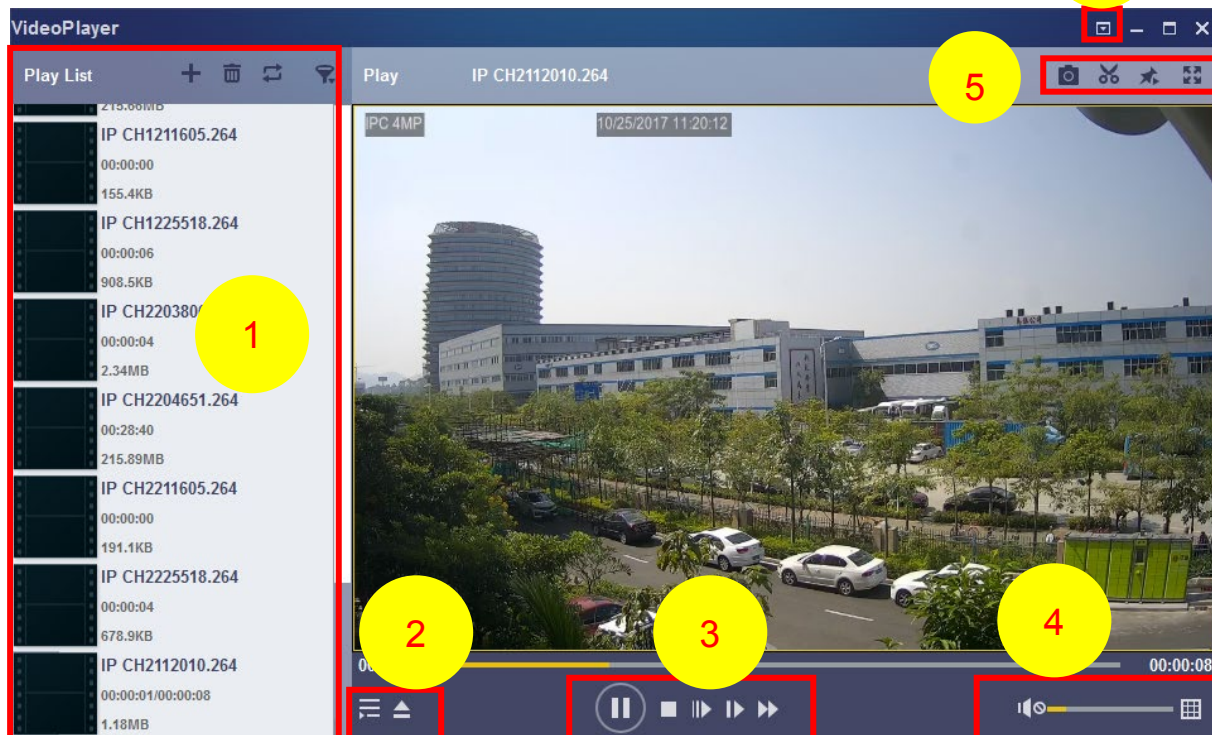 VideoPlayer
Play List
215.66MB
IP CH1211605.264
00:00:00
155.4KB
IP CH1225518.264
00:00:06
908.5KB
1
00:00:04
2.34MB
IP CH2204651.264
00:28:40
215.89MB
IP CH2211605.264
00:00:00
191.1KB
IP CH2225518.264
00:00:04
678.9KB
IP CH2112010.264
00:00:01/00:00:08
1.18MB
Play IP CH2112010.264
5
IPC 4MP 10/25/2017 11:20:12
2
3
4
00:00:08